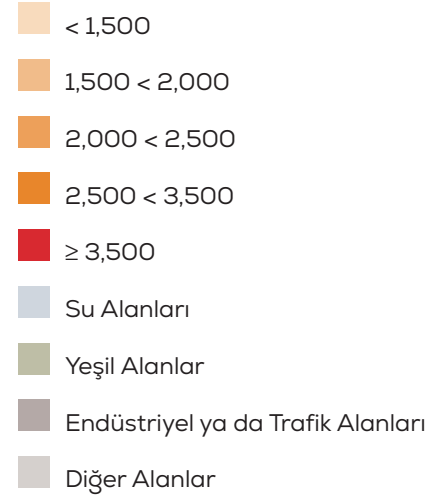 < 1,500
1,500 < 2,000
2,000 < 2,500
2,500 < 3,500
≥ 3,500
Su Alanları
Yeşil Alanlar
Endüstriyel ya da Trafik Alanları
Diğer Alanlar